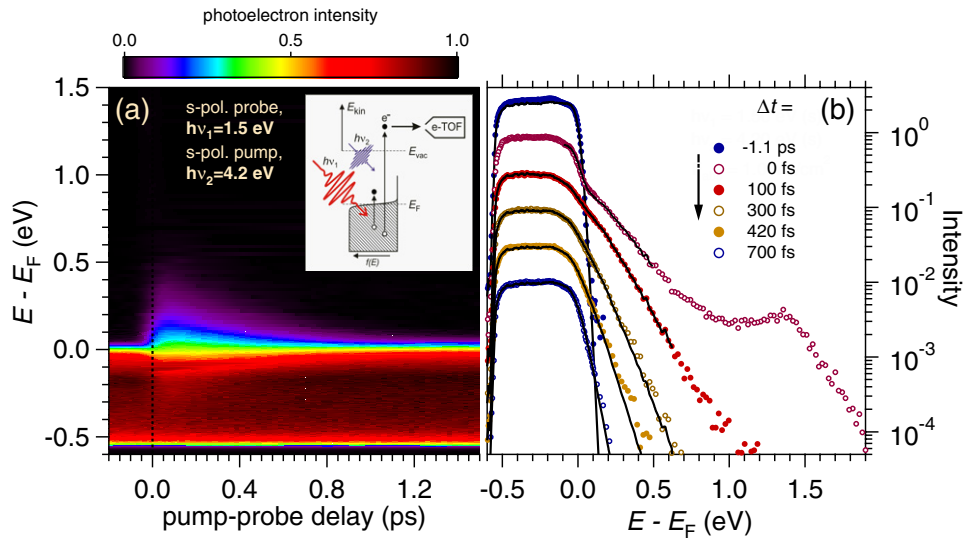 photoelectron intensity
0.0 0.5 1.0
(a)
s-pol. probe,
hν1=1.5 eV
s-pol. pump,
hν2=4.2 eV
Ekin
e-
e-TOF
hν2
hν1
Evac
EF
f(E)
1.5
1.0
0.5
0.0
-0.5
E - EF (eV)
0.0 0.4 0.8 1.2
pump-probe delay (ps)
(b)
Δt =
-1.1 ps
0 fs
100 fs
300 fs
420 fs
700 fs
10^0
10^-1
10^-2
10^-3
10^-4
Intensity
-0.5 0.0 0.5 1.0 1.5
E - EF (eV)